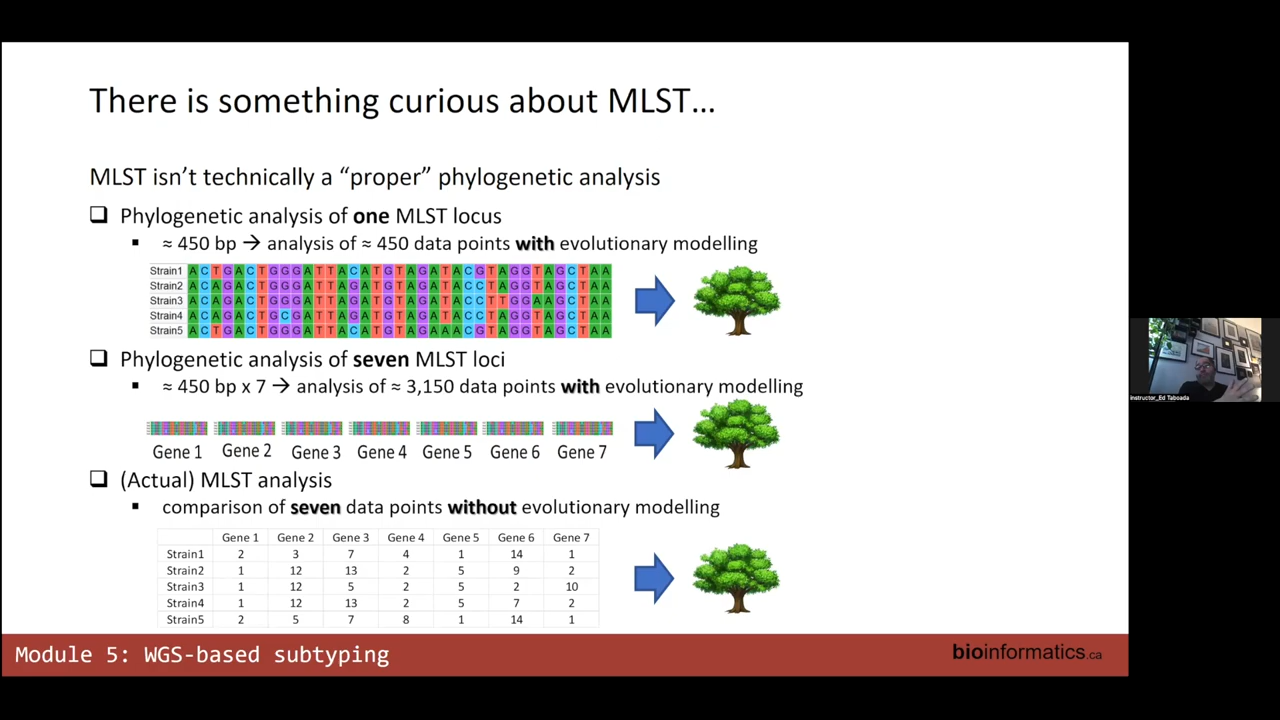 There is something curious about MLST...
MLST isn't technically a “proper” phylogenetic analysis
❑ Phylogenetic analysis of one MLST locus
▪ ≈ 450 bp → analysis of ≈ 450 data points with evolutionary modelling
Strain1 A C T G A C T G G G A T T A C A T G T A G A T A C G T A G G T A G C T A A
Strain2 A C A G A C T G G G A T T A G A T G T A G A T A C C T A G G T A G C T A A
Strain3 A C A G A C T G G G A T T A G A T G T A G A T A C C T T G G A A G C T A A
Strain4 A C A G A C T G C G A T T A G A T G T A G A T A C C T A G G T A G C T A A
Strain5 A C T G A C T G G G A T T A C A T G T A G A A A C G T A G G T A G C T A A
❑ Phylogenetic analysis of seven MLST loci
▪ ≈ 450 bp x 7 → analysis of ≈ 3,150 data points with evolutionary modelling
Gene 1 Gene 2 Gene 3 Gene 4 Gene 5 Gene 6 Gene 7
❑ (Actual) MLST analysis
▪ comparison of seven data points without evolutionary modelling
Gene 1 Gene 2 Gene 3 Gene 4 Gene 5 Gene 6 Gene 7
Strain1 2 3 7 4 1 14 1
Strain2 1 12 13 2 5 9 2
Strain3 1 12 5 2 5 2 10
Strain4 1 12 13 2 5 7 2
Strain5 2 5 7 8 1 14 1
Module 5: WGS-based subtyping
bioinformatics.ca
instructor_Ed Taboada